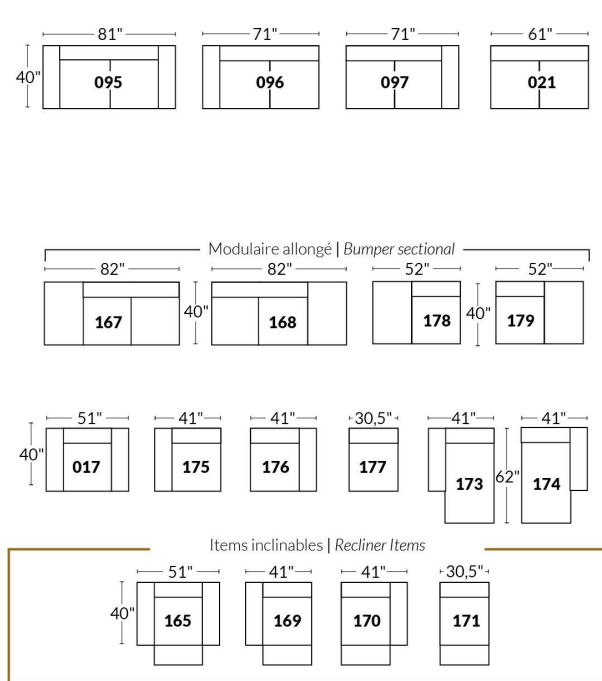 81" 71" 71" 61"
40"
095 096 097 021
Modulaire allongé | Bumper sectional
82" 82" 52" 52"
40" 40"
167 168 178 179
51" 41" 41" 30,5" 41" 41"
40"
017 175 176 177 173 62" 174
Items inclinables | Recliner Items
51" 41" 41" 30,5"
40"
165 169 170 171